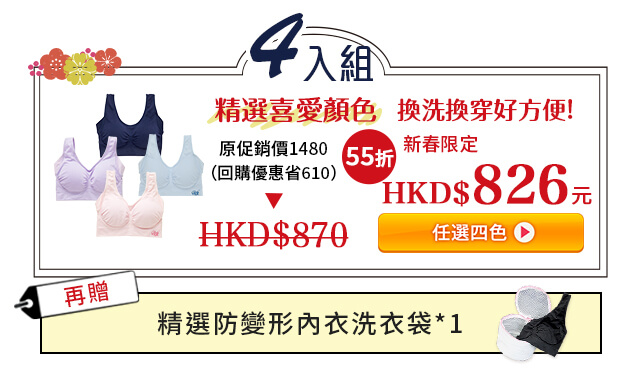 4入組
精選喜愛顏色 換洗換穿好方便!
原促銷價1480
(回購優惠省610)
55折
新春限定
HKD$870
HKD$826元
任選四色
再贈
精選防變形內衣洗衣袋*1